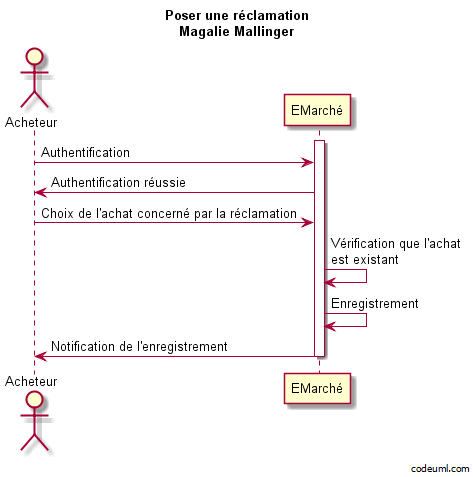 Poser une réclamation
Magalie Mallinger
Acheteur
EMarché
Authentification
Authentification réussie
Choix de l'achat concerné par la réclamation
Vérification que l'achat
est existant
Enregistrement
Notification de l'enregistrement
Acheteur
EMarché
codeuml.com